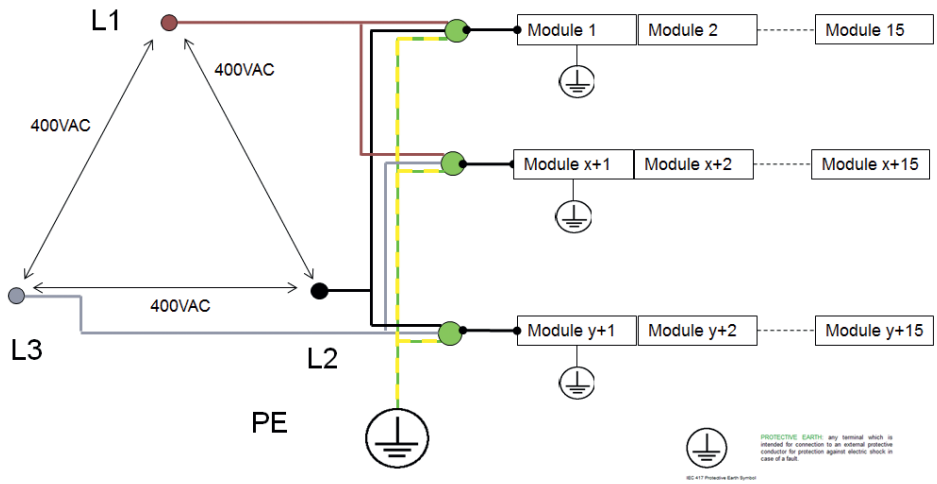 L1
Module 1
Module 2
Module 15
400VAC
400VAC
Module x+1
Module x+2
Module x+15
400VAC
L3
L2
Module y+1
Module y+2
Module y+15
PE
PROTECTIVE EARTH: any terminal which is
intended for connection to an external protective
conductor for protection against electric shock in
case of a fault.
IEC 417 Protective Earth Symbol